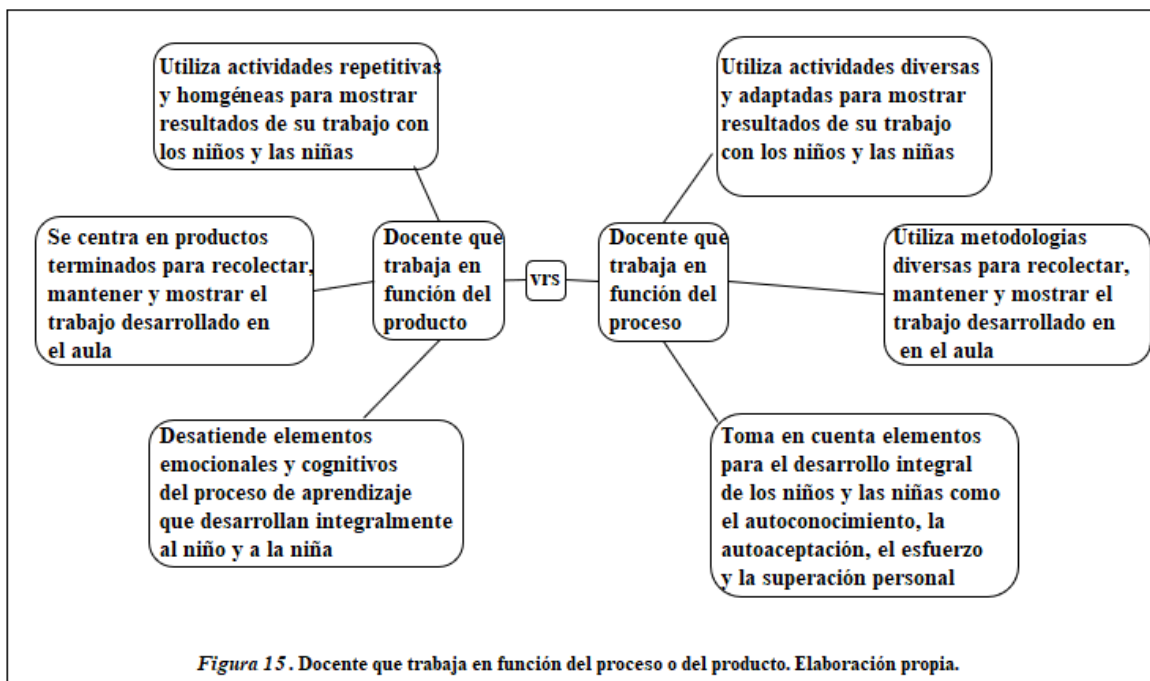 Utiliza actividades repetitivas
y homgéneas para mostrar
resultados de su trabajo con
los niños y las niñas
Utiliza actividades diversas
y adaptadas para mostrar
resultados de su trabajo
con los niños y las niñas
Se centra en productos
terminados para recolectar,
mantener y mostrar el
trabajo desarrollado en
el aula
Docente que
trabaja en
función del
producto
vrs
Docente que
trabaja en
función del
proceso
Utiliza metodologias
diversas para recolectar,
mantener y mostrar el
trabajo desarrollado en
en el aula
Desatiende elementos
emocionales y cognitivos
del proceso de aprendizaje
que desarrollan integralmente
al niño y a la niña
Toma en cuenta elementos
para el desarrollo integral
de los niños y las niñas como
el autoconocimiento, la
autoaceptación, el esfuerzo
y la superación personal
Figura 15. Docente que trabaja en función del proceso o del producto. Elaboración propia.